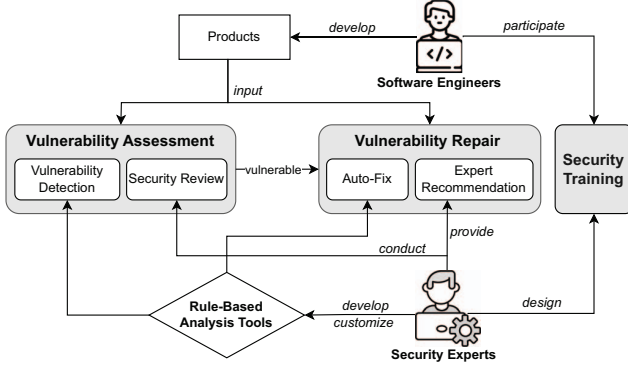 Products
develop
</>
participate
Software Engineers
input
Vulnerability Assessment
Vulnerability
Detection
Security Review
vulnerable
Vulnerability Repair
Auto-Fix
Expert
Recommendation
Security
Training
conduct
provide
Rule-Based
Analysis Tools
develop
customize
design
Security Experts